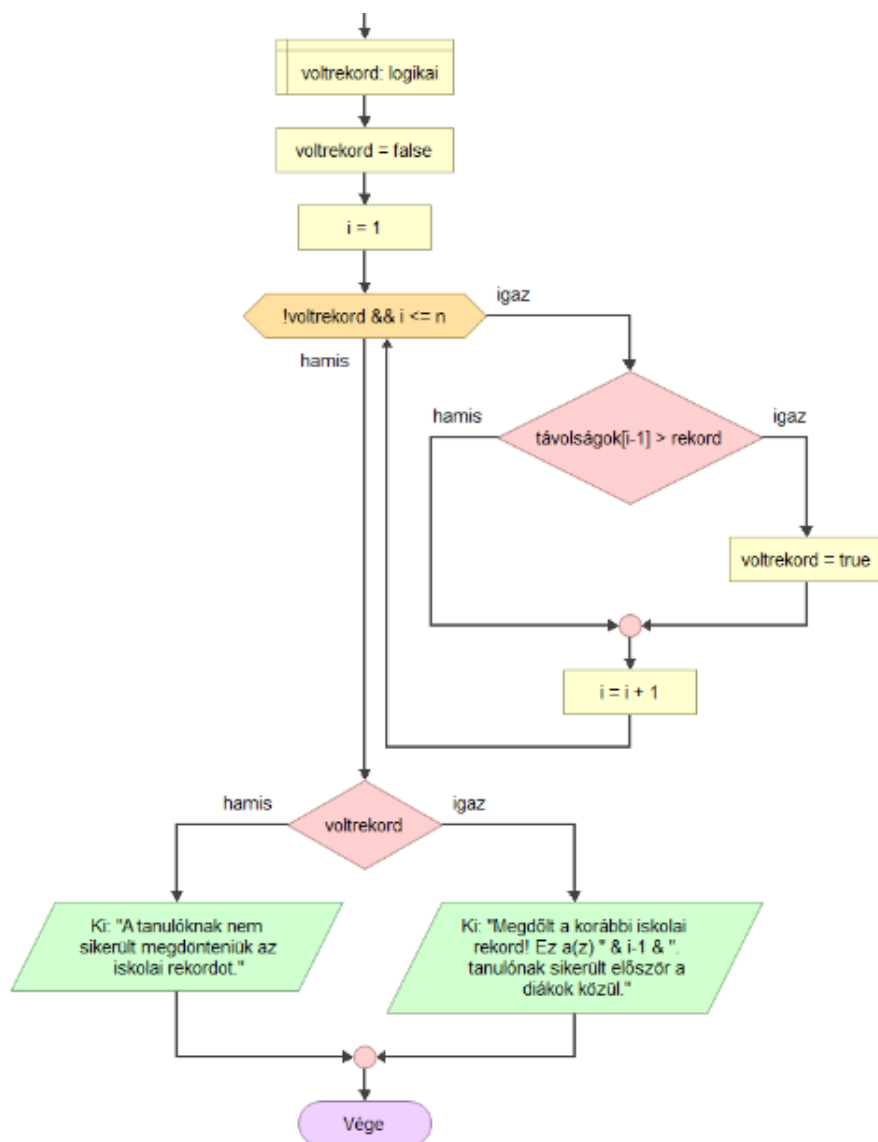 voltrekord: logikai
voltrekord = false
i = 1
!voltrekord && i <= n
igaz
hamis
távolságok[i-1] > rekord
hamis
igaz
voltrekord = true
i = i + 1
voltrekord
hamis
igaz
Ki: "A tanulóknak nem
sikerült megdönteniük az
iskolai rekordot."
Ki: "Megdőlt a korábbi iskolai
rekord! Ez a(z) " & i-1 & ".
tanulónak sikerült először a
diákok közül."
Vége